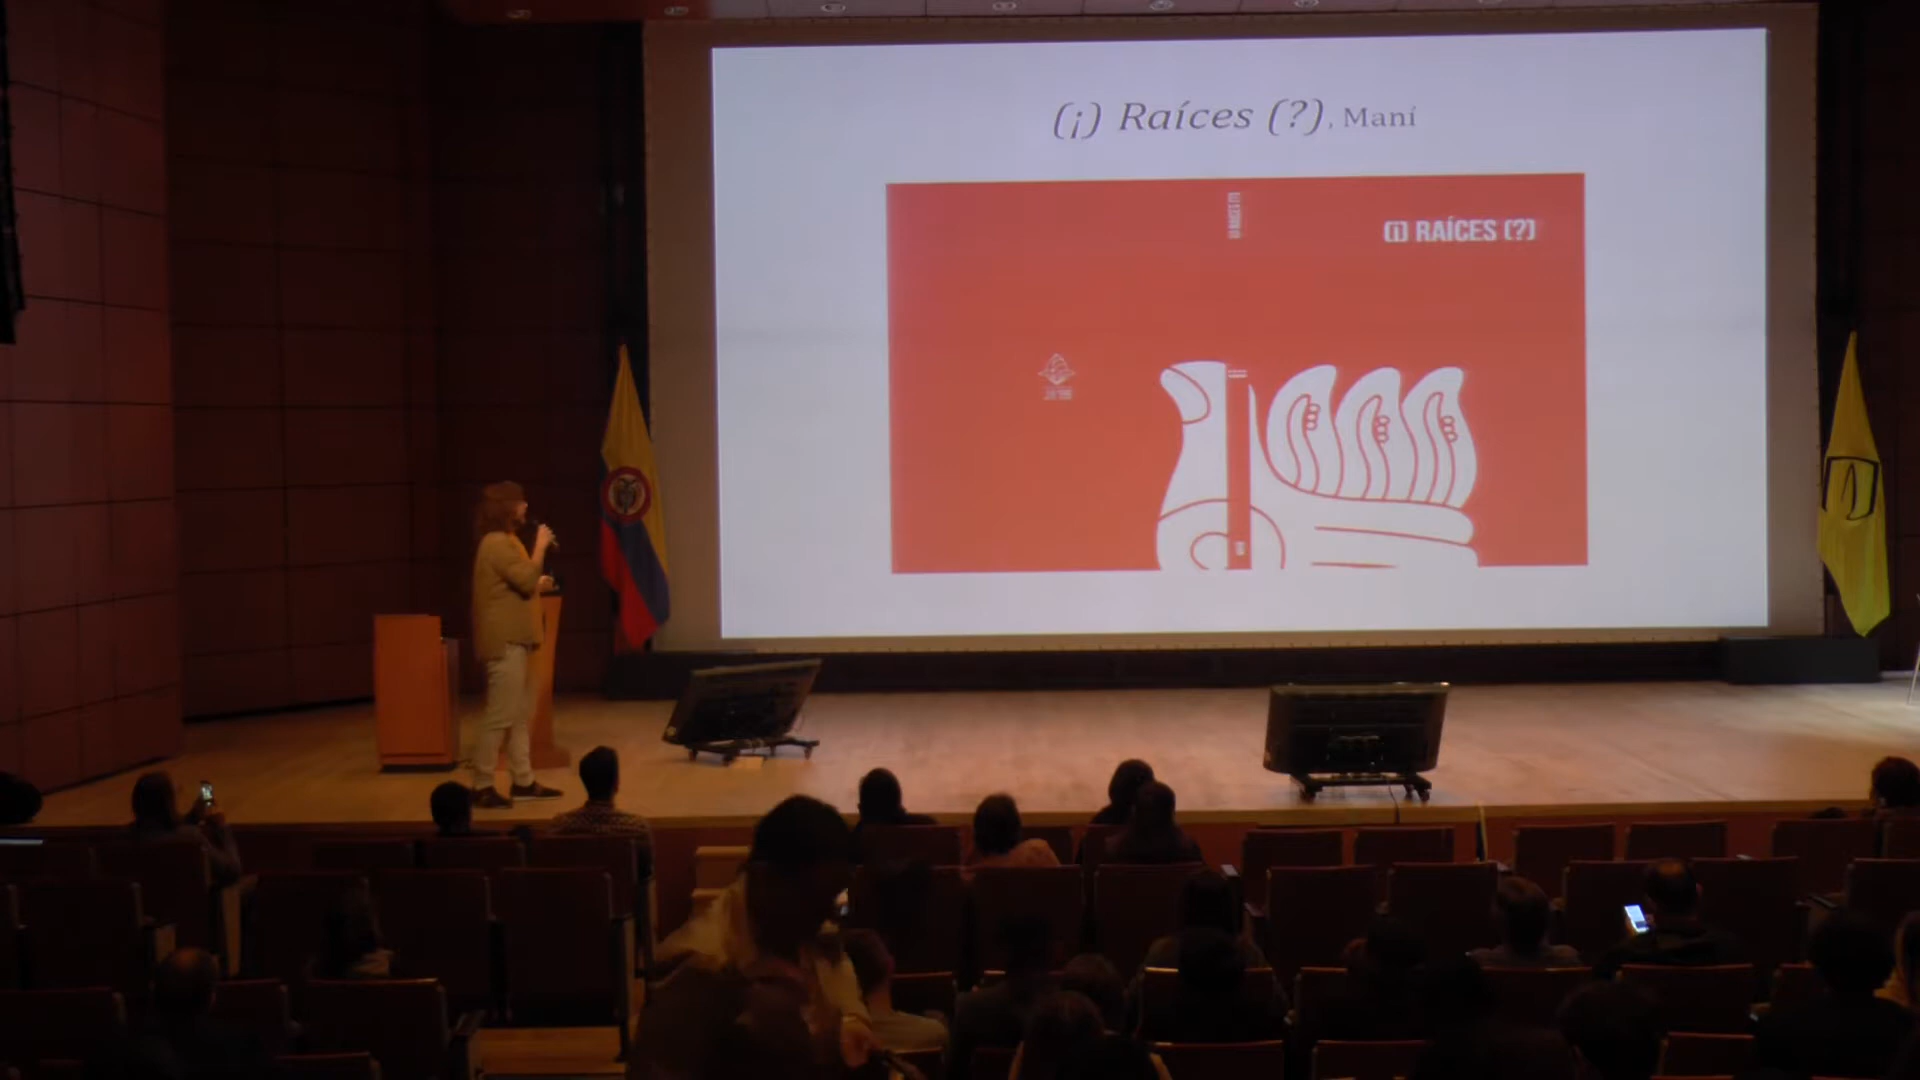 (¡) Raíces (?), Maní
(¡) RAÍCES (?)